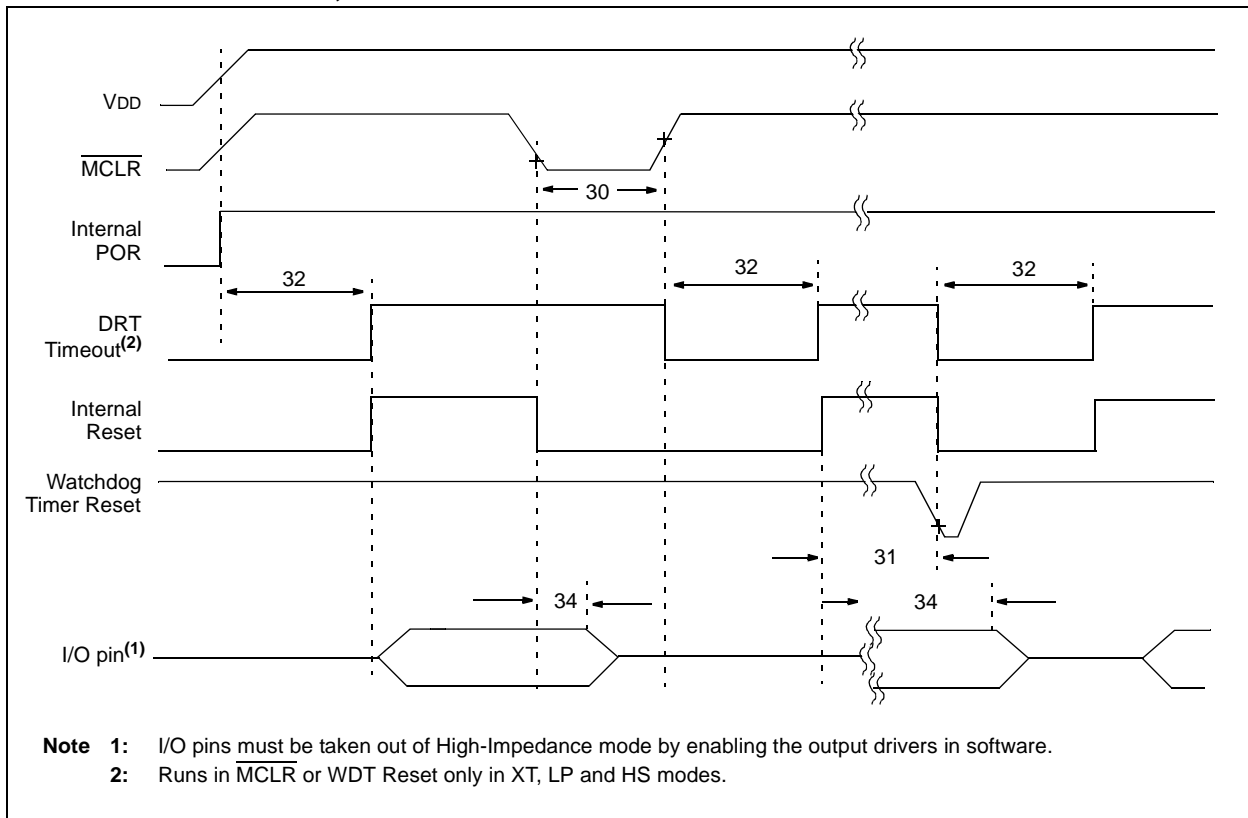 VDD
MCLR
30
Internal
POR
32
32
32
DRT
Timeout(2)
Internal
Reset
Watchdog
Timer Reset
31
34
34
I/O pin(1)
Note 1: I/O pins must be taken out of High-Impedance mode by enabling the output drivers in software.
2: Runs in MCLR or WDT Reset only in XT, LP and HS modes.